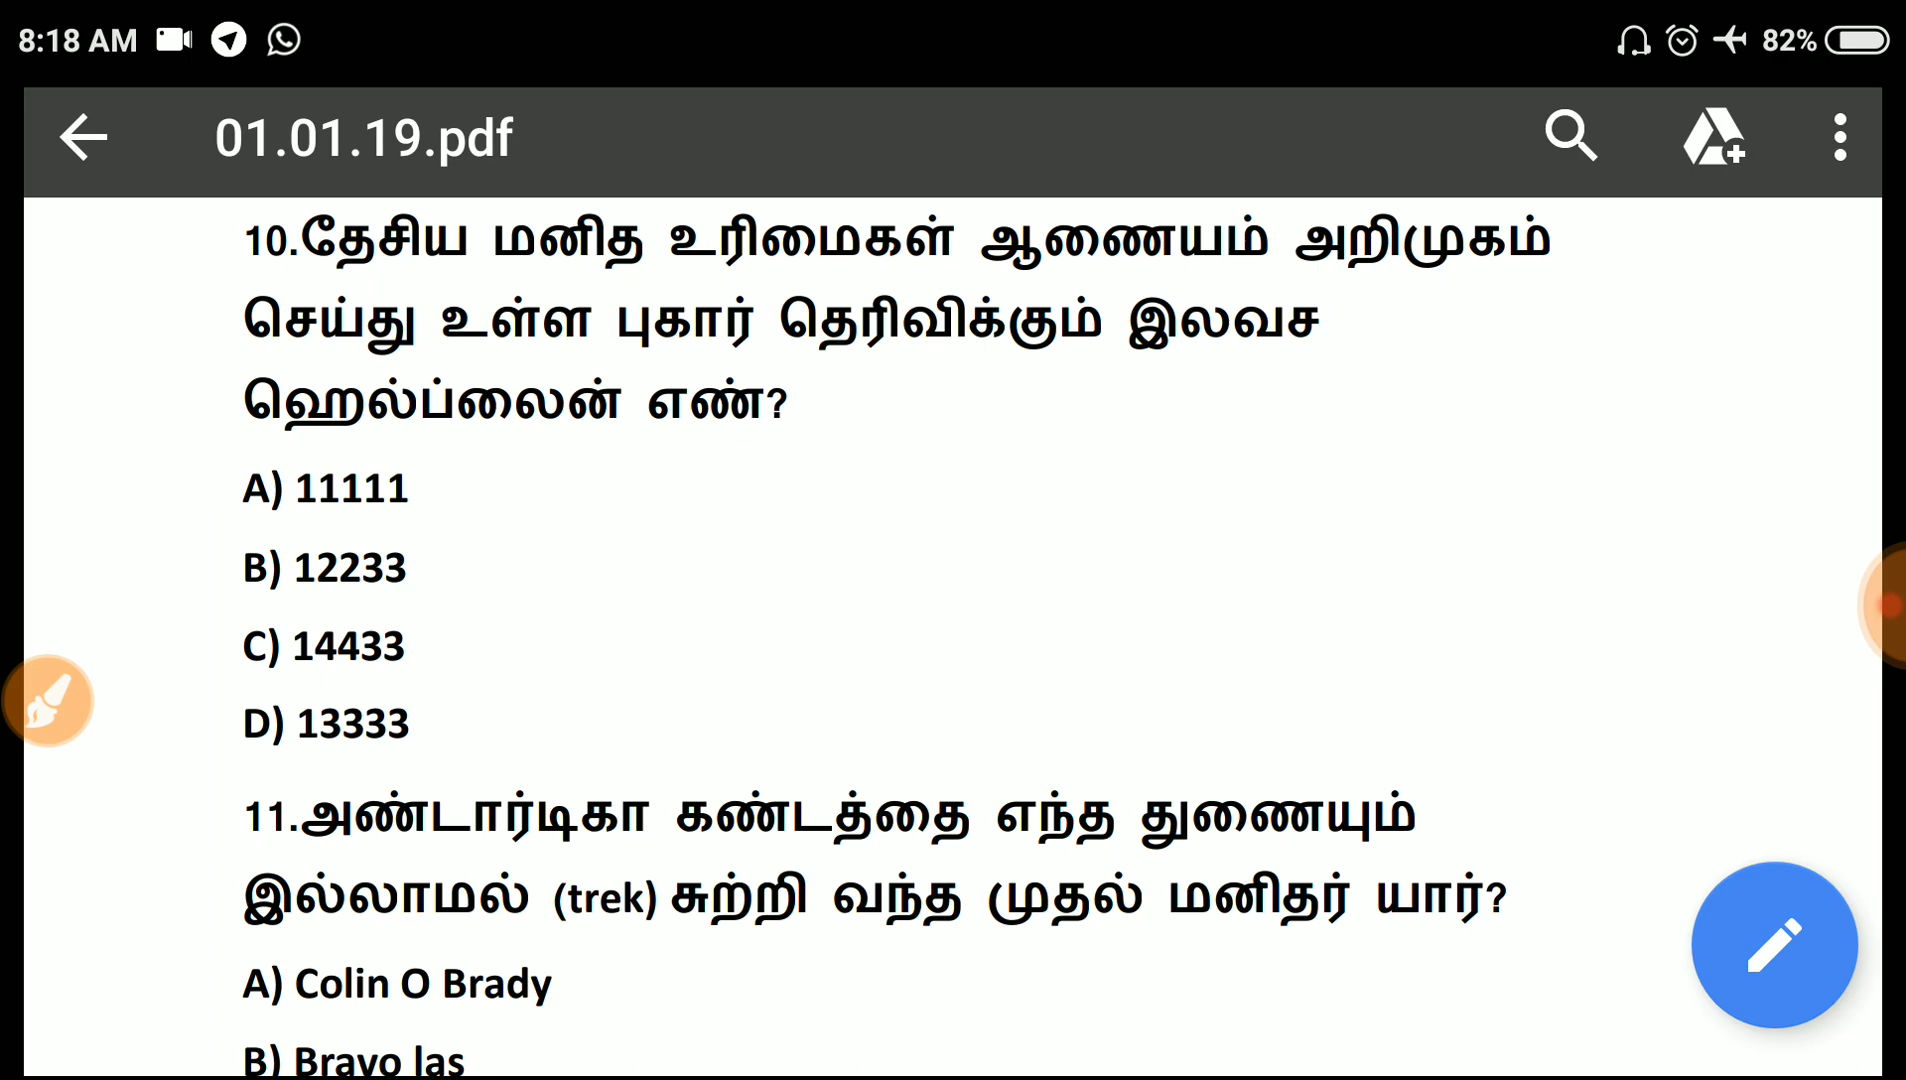 8:18 AM
82%
01.01.19.pdf
10.தேசிய மனித உரிமைகள் ஆணையம் அறிமுகம்
செய்து உள்ள புகார் தெரிவிக்கும் இலவச
ஹெல்ப்லைன் எண்?
A) 11111
B) 12233
C) 14433
D) 13333
11.அண்டார்டிகா கண்டத்தை எந்த துணையும்
இல்லாமல் (trek) சுற்றி வந்த முதல் மனிதர் யார்?
A) Colin O Brady
B) Bravo las